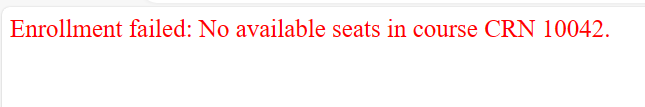 Enrollment failed: No available seats in course CRN 10042.